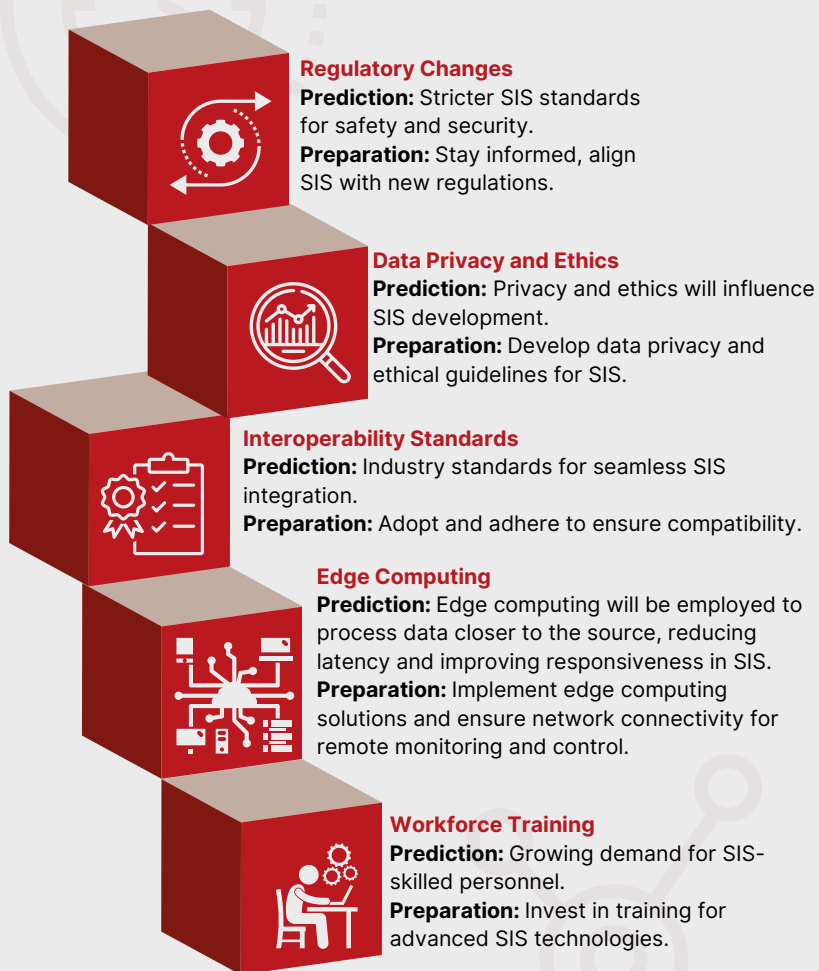 Regulatory Changes
Prediction: Stricter SIS standards
for safety and security.
Preparation: Stay informed, align
SIS with new regulations.
Data Privacy and Ethics
Prediction: Privacy and ethics will influence
SIS development.
Preparation: Develop data privacy and
ethical guidelines for SIS.
Interoperability Standards
Prediction: Industry standards for seamless SIS
integration.
Preparation: Adopt and adhere to ensure compatibility.
Edge Computing
Prediction: Edge computing will be employed to
process data closer to the source, reducing
latency and improving responsiveness in SIS.
Preparation: Implement edge computing
solutions and ensure network connectivity for
remote monitoring and control.
Workforce Training
Prediction: Growing demand for SIS-
skilled personnel.
Preparation: Invest in training for
advanced SIS technologies.